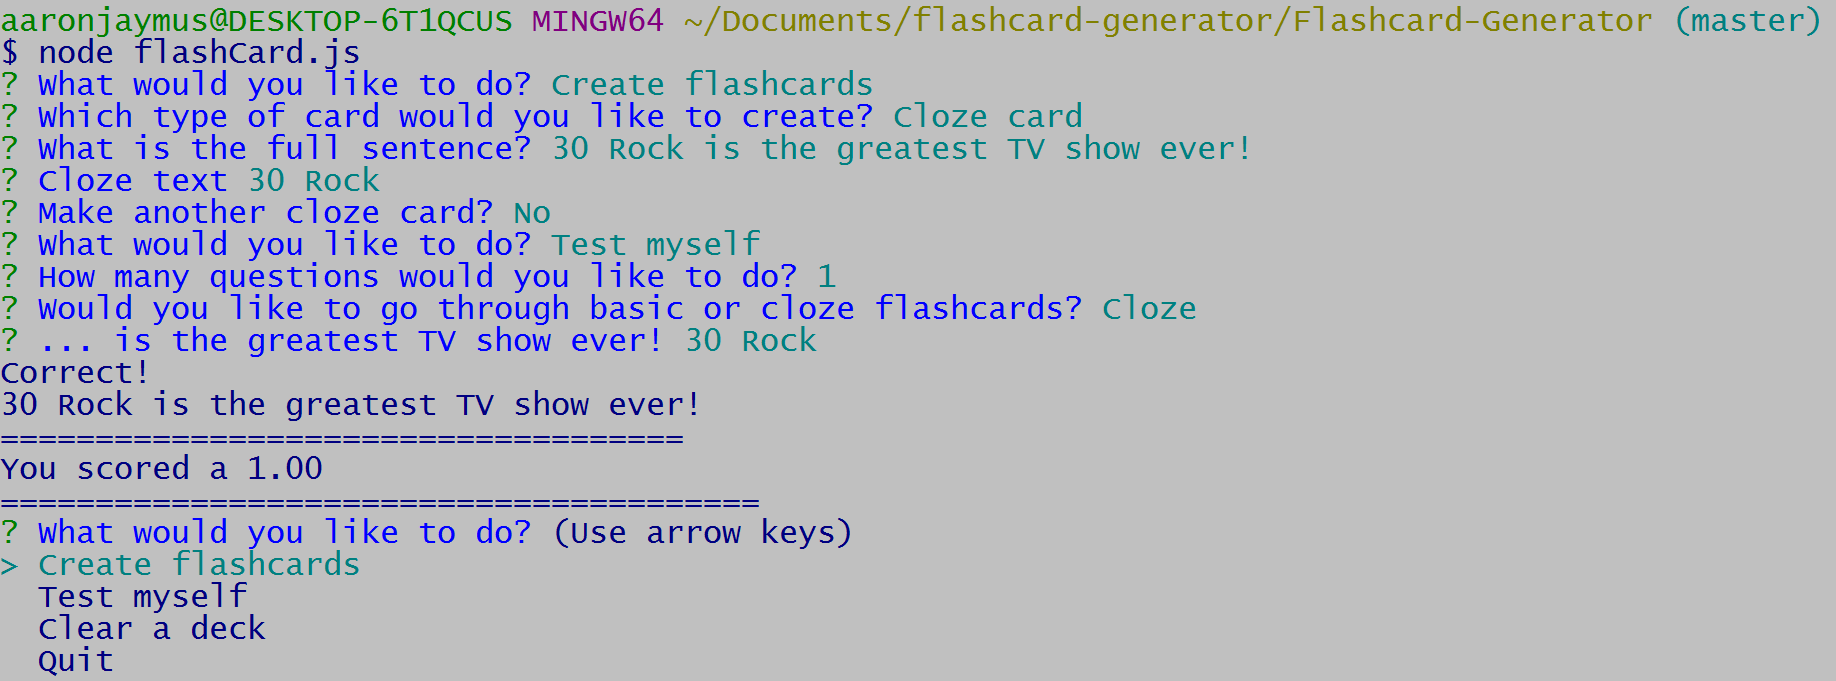 aaronjaymus@DESKTOP-6T1QCUS MINGW64 ~/Documents/flashcard-generator/Flashcard-Generator (master)
$ node flashCard.js
? What would you like to do? Create flashcards
? Which type of card would you like to create? Cloze card
? What is the full sentence? 30 Rock is the greatest TV show ever!
? Cloze text 30 Rock
? Make another cloze card? No
? What would you like to do? Test myself
? How many questions would you like to do? 1
? Would you like to go through basic or cloze flashcards? Cloze
? ... is the greatest TV show ever! 30 Rock
Correct!
30 Rock is the greatest TV show ever!
====================================
You scored a 1.00
========================================
? What would you like to do? (Use arrow keys)
> Create flashcards
  Test myself
  Clear a deck
  Quit